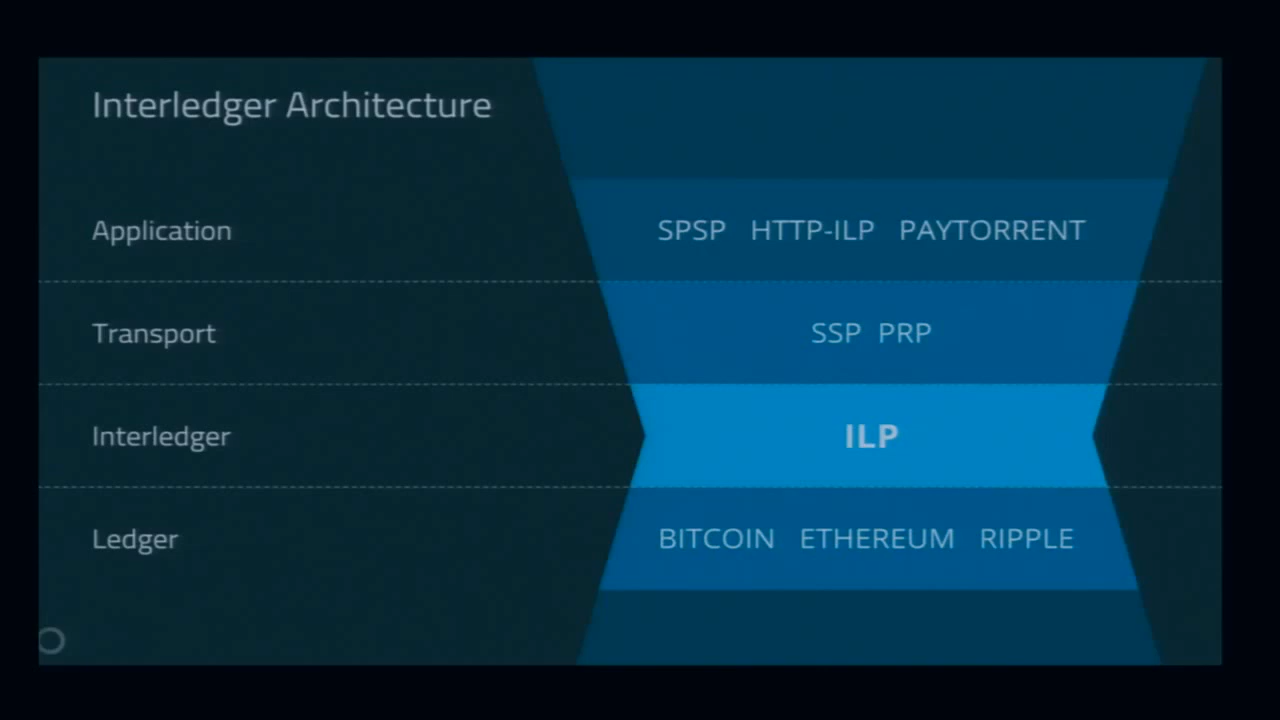 Interledger Architecture
Application SPSP HTTP-ILP PAYTORRENT
Transport SSP PRP
Interledger ILP
Ledger BITCOIN ETHEREUM RIPPLE